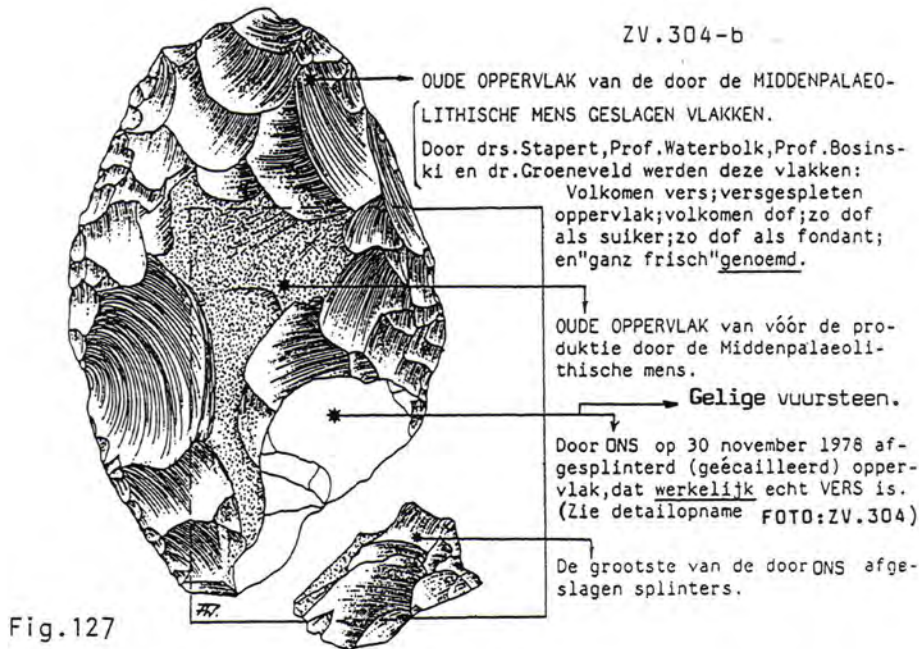 ZV.304-b
OUDE OPPERVLAK van de door de MIDDENPALAEO-
LITHISCHE MENS GESLAGEN VLAKKEN.
Door drs.Stapert,Prof.Waterbolk,Prof.Bosins-
ki en dr.Groeneveld werden deze vlakken:
Volkomen vers;versgespleten
oppervlak;volkomen dof;zo dof
als suiker;zo dof als fondant;
en"ganz frisch"genoemd.
OUDE OPPERVLAK van vóór de pro-
duktie door de Middenpalaeoli-
thische mens.
Gelige vuursteen.
Door ONS op 30 november 1978 af-
gesplinterd (geécailleerd) opper-
vlak,dat werkelijk echt VERS is.
(Zie detailopname FOTO:ZV.304)
De grootste van de door ONS afge-
slagen splinters.
Fig.127